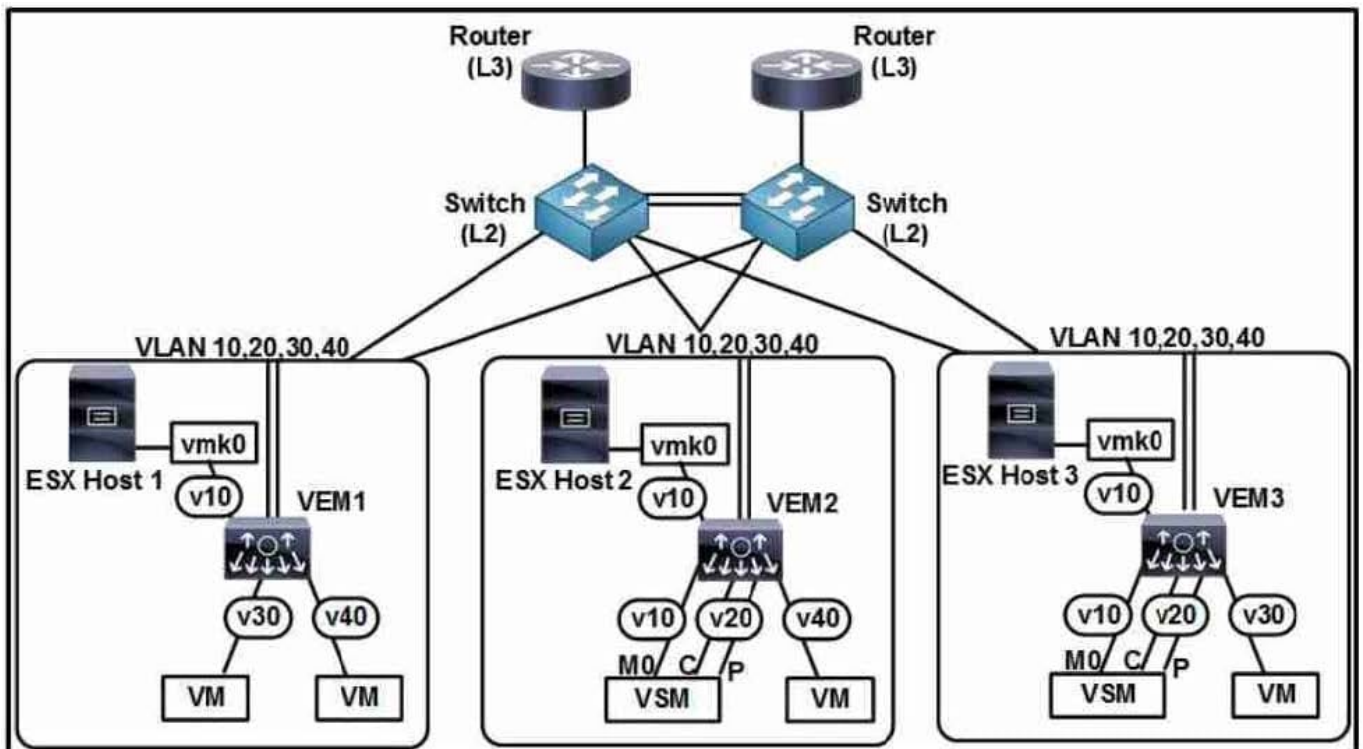 Router
(L3)
Router
(L3)
Switch
(L2)
Switch
(L2)
VLAN 10,20,30,40
VLAN 10,20,30,40
VLAN 10,20,30,40
vmk0
ESX Host 1
v10
VEM1
v30
v40
VM
VM
vmk0
ESX Host 2
v10
VEM2
v10
v20
v40
M0
C
P
VSM
VM
vmk0
ESX Host 3
v10
VEM3
v10
v20
v30
M0
C
P
VSM
VM